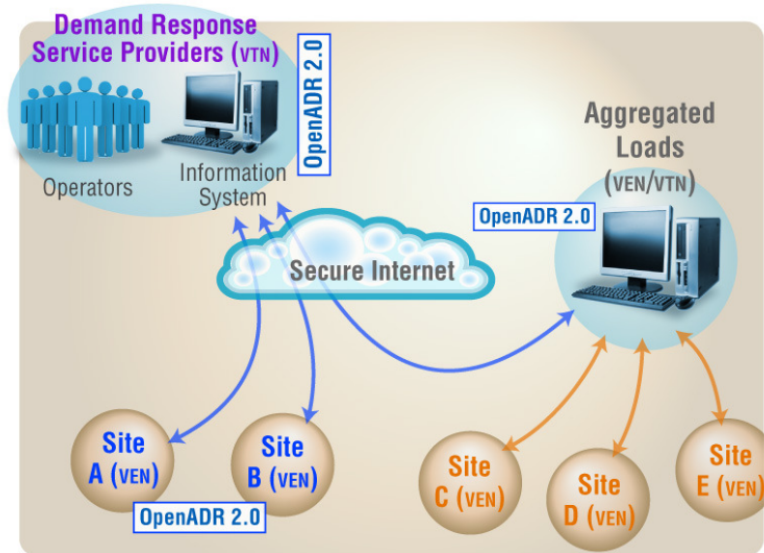 Demand Response
Service Providers (VTN)
OpenADR 2.0
Operators
Information
System
Aggregated
Loads
(VEN/VTN)
OpenADR 2.0
Secure Internet
Site
A (VEN)
Site
B (VEN)
OpenADR 2.0
Site
C (VEN)
Site
D (VEN)
Site
E (VEN)